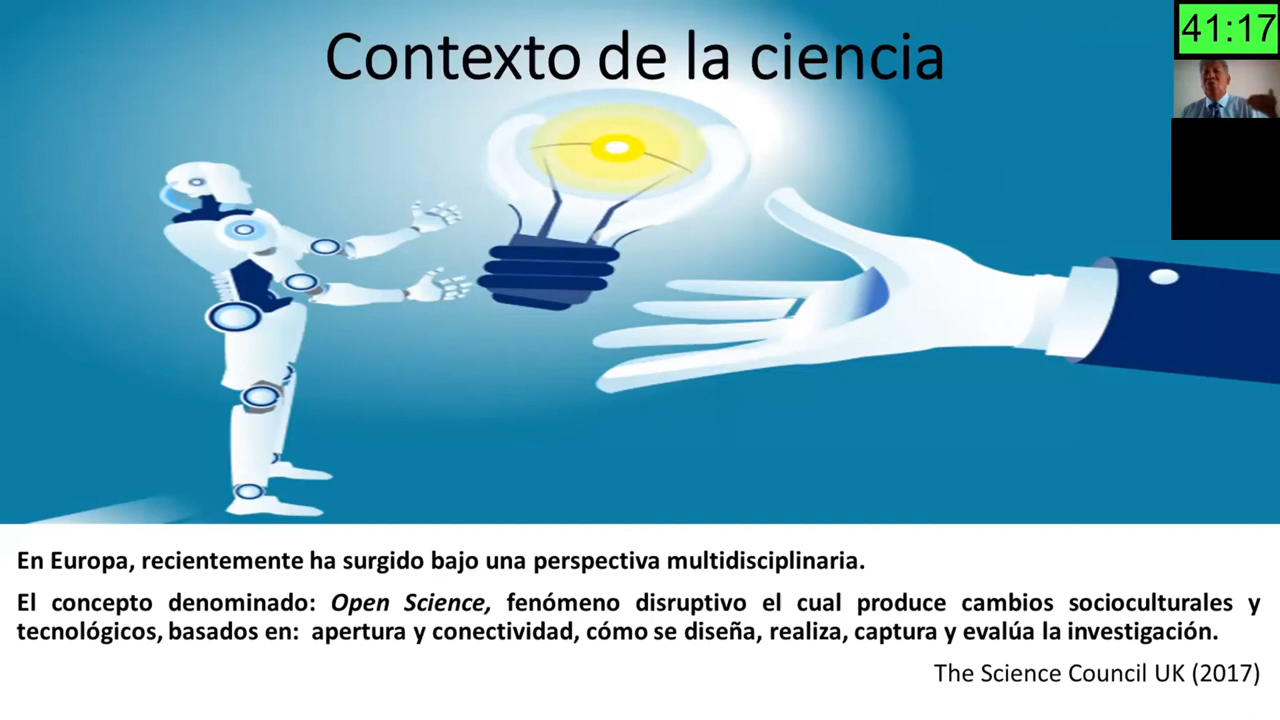 Contexto de la ciencia
41:17
En Europa, recientemente ha surgido bajo una perspectiva multidisciplinaria.
El concepto denominado: Open Science, fenómeno disruptivo el cual produce cambios socioculturales y
tecnológicos, basados en: apertura y conectividad, cómo se diseña, realiza, captura y evalúa la investigación.
The Science Council UK (2017)